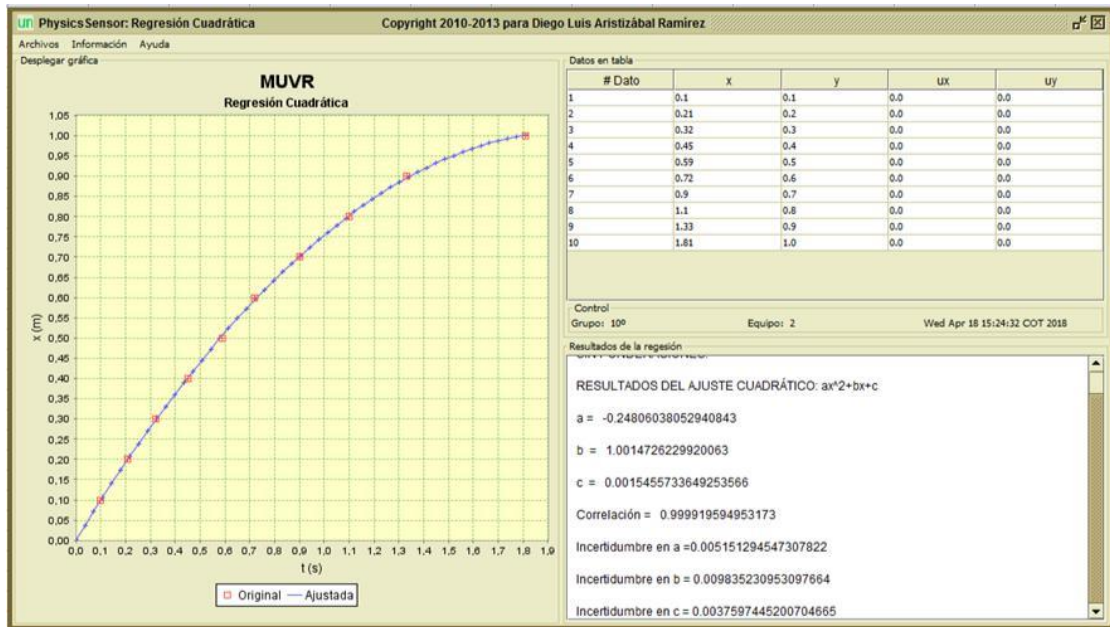 un PhysicsSensor: Regresión Cuadrática Copyright 2010-2013 para Diego Luis Aristizábal Ramírez
Archivos Información Ayuda
Desplegar gráfica
MUVR
Regresión Cuadrática
1,05
1,00
0,95
0,90
0,85
0,80
0,75
0,70
0,65
0,60
0,55
0,50
0,45
0,40
0,35
0,30
0,25
0,20
0,15
0,10
0,05
0,00
x (m)
0,0 0,1 0,2 0,3 0,4 0,5 0,6 0,7 0,8 0,9 1,0 1,1 1,2 1,3 1,4 1,5 1,6 1,7 1,8 1,9
t (s)
Original Ajustada
Datos en tabla
# Dato x y ux uy
1 0.1 0.1 0.0 0.0
2 0.21 0.2 0.0 0.0
3 0.32 0.3 0.0 0.0
4 0.45 0.4 0.0 0.0
5 0.59 0.5 0.0 0.0
6 0.72 0.6 0.0 0.0
7 0.9 0.7 0.0 0.0
8 1.1 0.8 0.0 0.0
9 1.33 0.9 0.0 0.0
10 1.81 1.0 0.0 0.0
Control
Grupo: 10º Equipo: 2 Wed Apr 18 15:24:32 COT 2018
Resultados de la regesión
RESULTADOS DEL AJUSTE CUADRÁTICO: ax^2+bx+c
a = -0.24806038052940843
b = 1.0014726229920063
c = 0.0015455733649253566
Correlación = 0.999919594953173
Incertidumbre en a =0.005151294547307822
Incertidumbre en b = 0.009835230953097664
Incertidumbre en c = 0.0037597445200704665